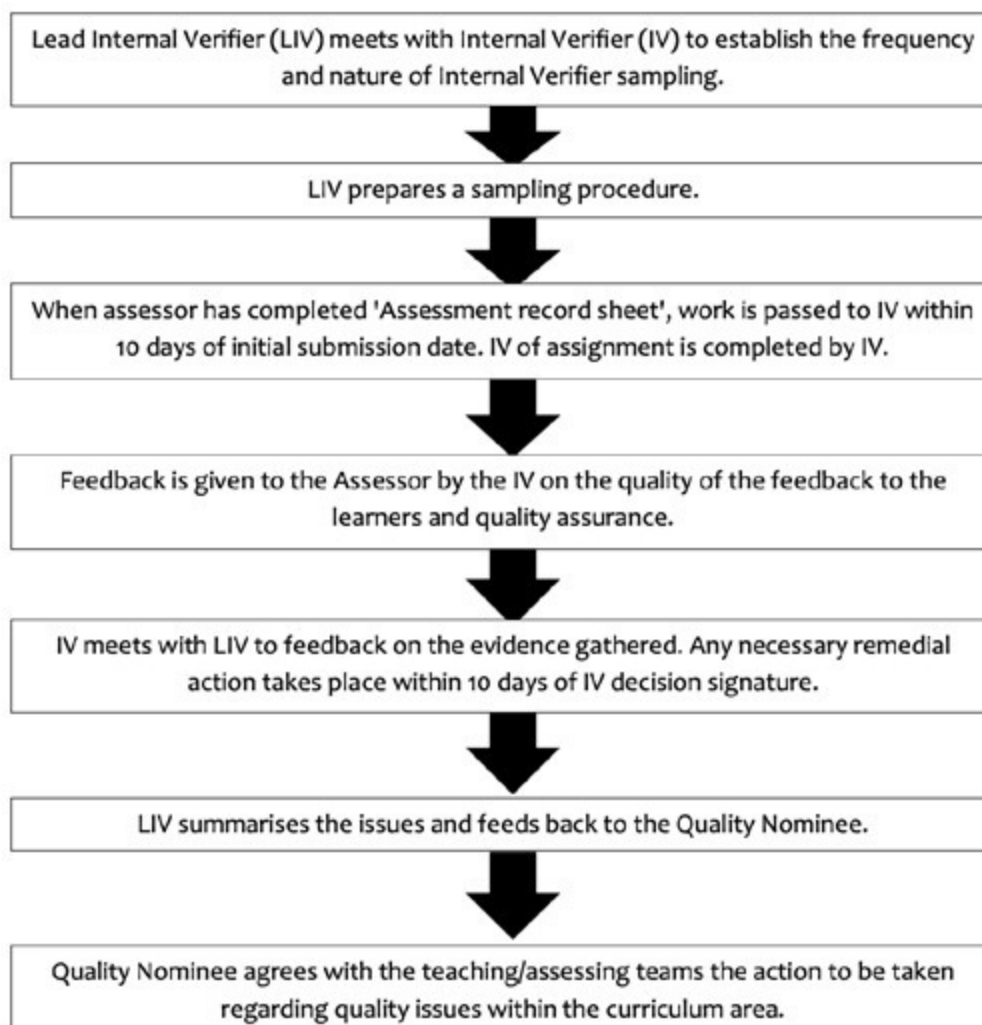 Lead Internal Verifier (LIV) meets with Internal Verifier (IV) to establish the frequency
and nature of Internal Verifier sampling.
LIV prepares a sampling procedure.
When assessor has completed 'Assessment record sheet', work is passed to IV within
10 days of initial submission date. IV of assignment is completed by IV.
Feedback is given to the Assessor by the IV on the quality of the feedback to the
learners and quality assurance.
IV meets with LIV to feedback on the evidence gathered. Any necessary remedial
action takes place within 10 days of IV decision signature.
LIV summarises the issues and feeds back to the Quality Nominee.
Quality Nominee agrees with the teaching/assessing teams the action to be taken
regarding quality issues within the curriculum area.